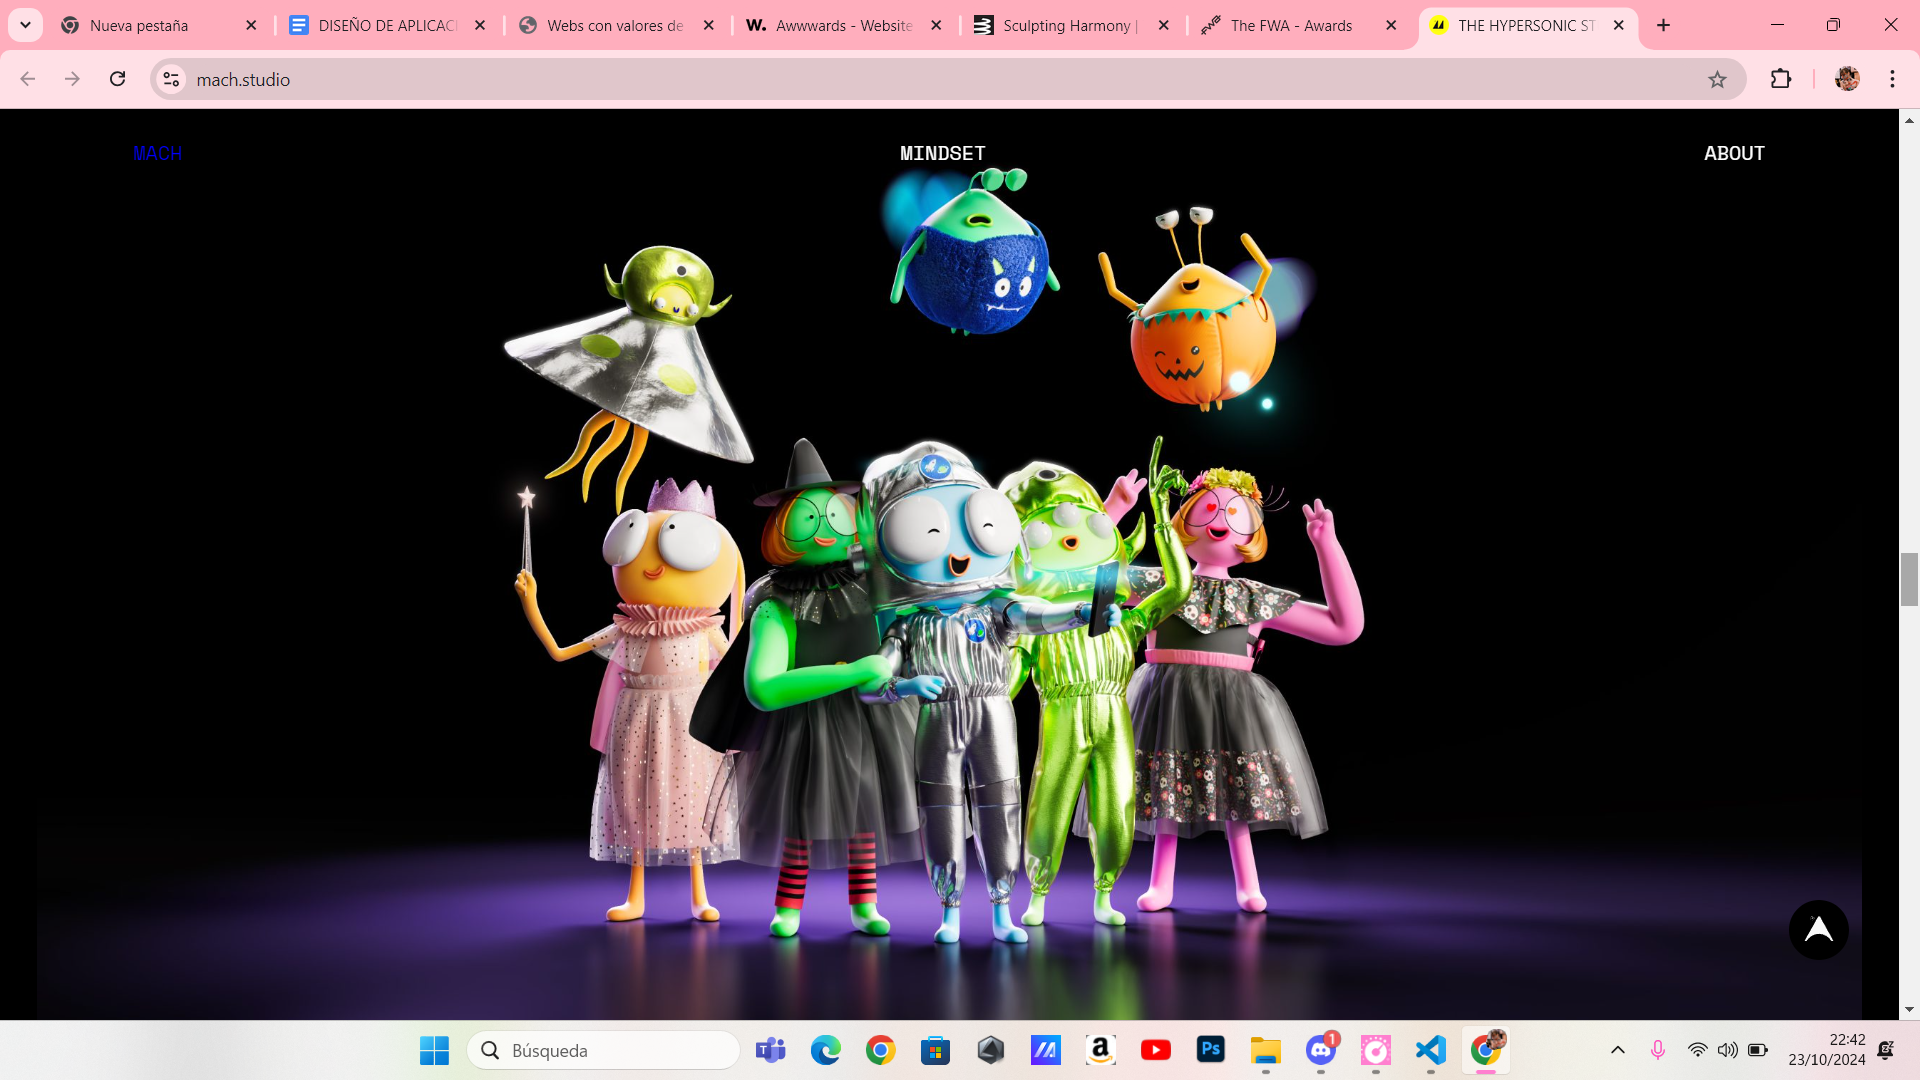 Nueva pestaña
DISEÑO DE APLICACI
Webs con valores de
W. Awwwards - Website
Sculpting Harmony |
The FWA - Awards
THE HYPERSONIC ST
mach.studio
MACH
MINDSET
ABOUT
Búsqueda
a
Ps
1
22:42
23/10/2024